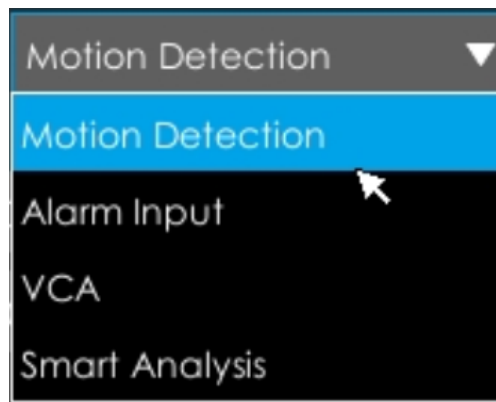 Motion Detection
Motion Detection
Alarm Input
VCA
Smart Analysis